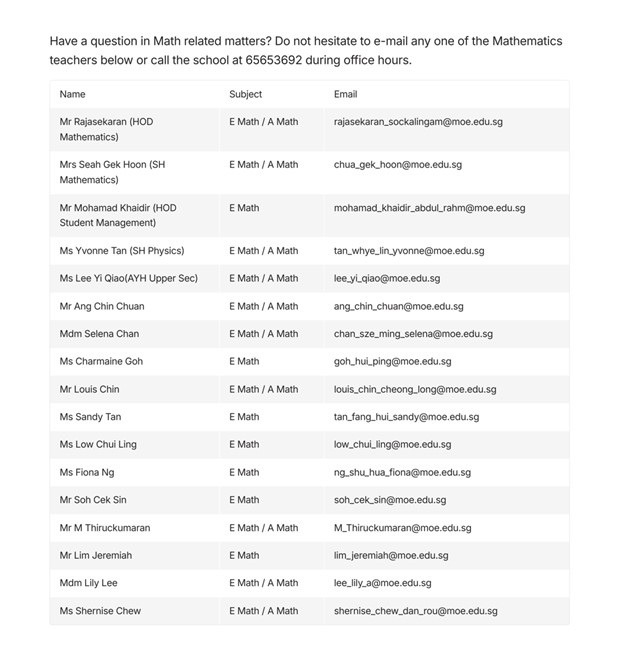 Have a question in Math related matters? Do not hesitate to e-mail any one of the Mathematics
teachers below or call the school at 65653692 during office hours.
Name Subject Email
Mr Rajasekaran (HOD E Math / A Math rajasekaran_sockalingam@moe.edu.sg
Mathematics)
Mrs Seah Gek Hoon (SH E Math / A Math chua_gek_hoon@moe.edu.sg
Mathematics)
Mr Mohamad Khaidir (HOD E Math mohamad_khaidir_abdul_rahm@moe.edu.sg
Student Management)
Ms Yvonne Tan (SH Physics) E Math / A Math tan_whye_lin_yvonne@moe.edu.sg
Ms Lee Yi Qiao(AYH Upper Sec) E Math / A Math lee_yi_qiao@moe.edu.sg
Mr Ang Chin Chuan E Math / A Math ang_chin_chuan@moe.edu.sg
Mdm Selena Chan E Math / A Math chan_sze_ming_selena@moe.edu.sg
Ms Charmaine Goh E Math goh_hui_ping@moe.edu.sg
Mr Louis Chin E Math / A Math louis_chin_cheong_long@moe.edu.sg
Ms Sandy Tan E Math tan_fang_hui_sandy@moe.edu.sg
Ms Low Chui Ling E Math low_chui_ling@moe.edu.sg
Ms Fiona Ng E Math ng_shu_hua_fiona@moe.edu.sg
Mr Soh Cek Sin E Math soh_cek_sin@moe.edu.sg
Mr M Thiruckumaran E Math / A Math M_Thiruckumaran@moe.edu.sg
Mr Lim Jeremiah E Math lim_jeremiah@moe.edu.sg
Mdm Lily Lee E Math / A Math lee_lily_a@moe.edu.sg
Ms Shernise Chew E Math / A Math shernise_chew_dan_rou@moe.edu.sg